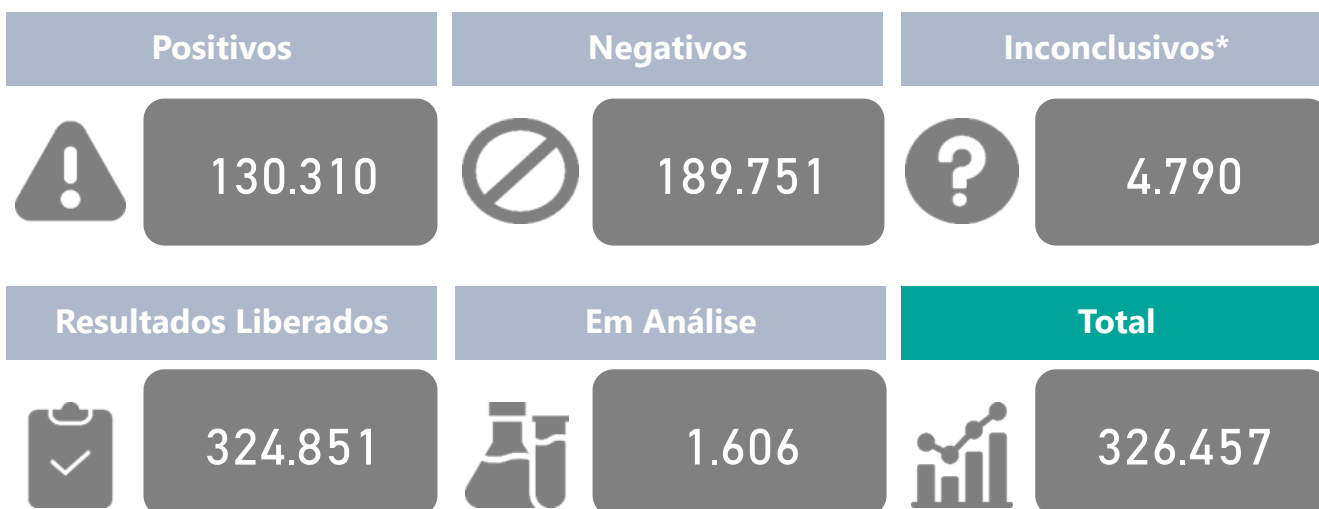 Positivos
Negativos
Inconclusivos*
130.310
189.751
4.790
Resultados Liberados
Em Análise
Total
324.851
1.606
326.457